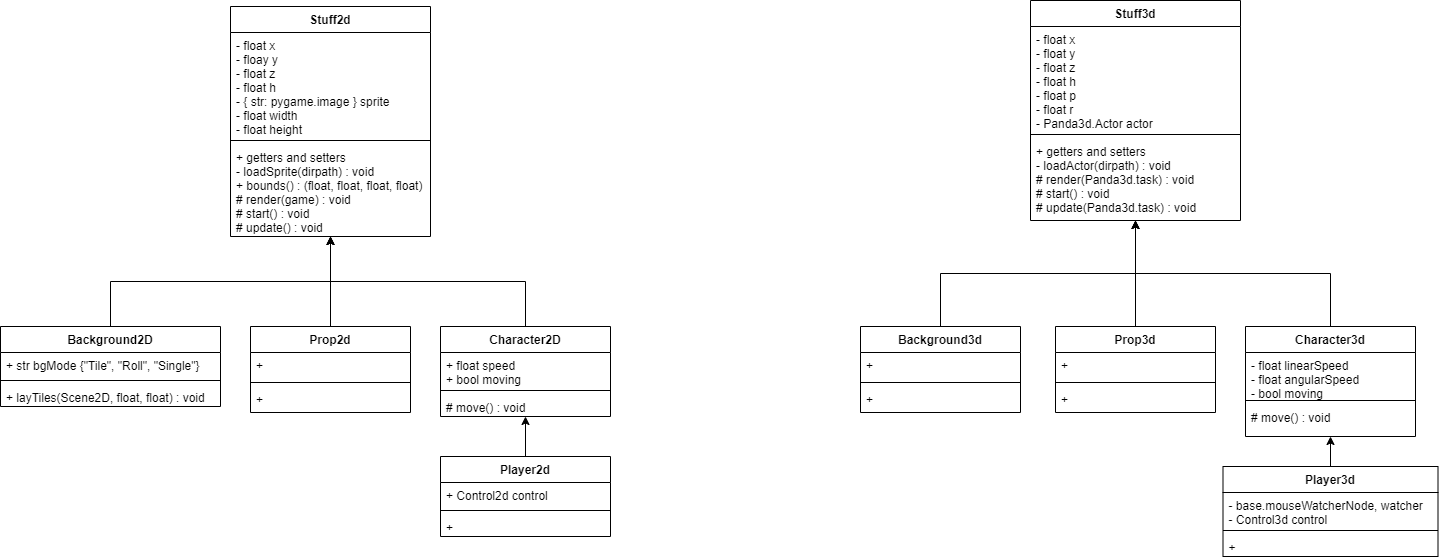 Stuff2d
- float x
- floay y
- float z
- float h
- { str: pygame.image } sprite
- float width
- float height
+ getters and setters
- loadSprite(dirpath) : void
+ bounds() : (float, float, float, float)
# render(game) : void
# start() : void
# update() : void
Background2D
+ str bgMode {"Tile", "Roll", "Single"}
+ layTiles(Scene2D, float, float) : void
Prop2d
+
+
Character2D
+ float speed
+ bool moving
# move() : void
Player2d
+ Control2d control
+
Stuff3d
- float x
- float y
- float z
- float h
- float p
- float r
- Panda3d.Actor actor
+ getters and setters
- loadActor(dirpath) : void
# render(Panda3d.task) : void
# start() : void
# update(Panda3d.task) : void
Background3d
+
+
Prop3d
+
+
Character3d
- float linearSpeed
- float angularSpeed
- bool moving
# move() : void
Player3d
- base.mouseWatcherNode, watcher
- Control3d control
+